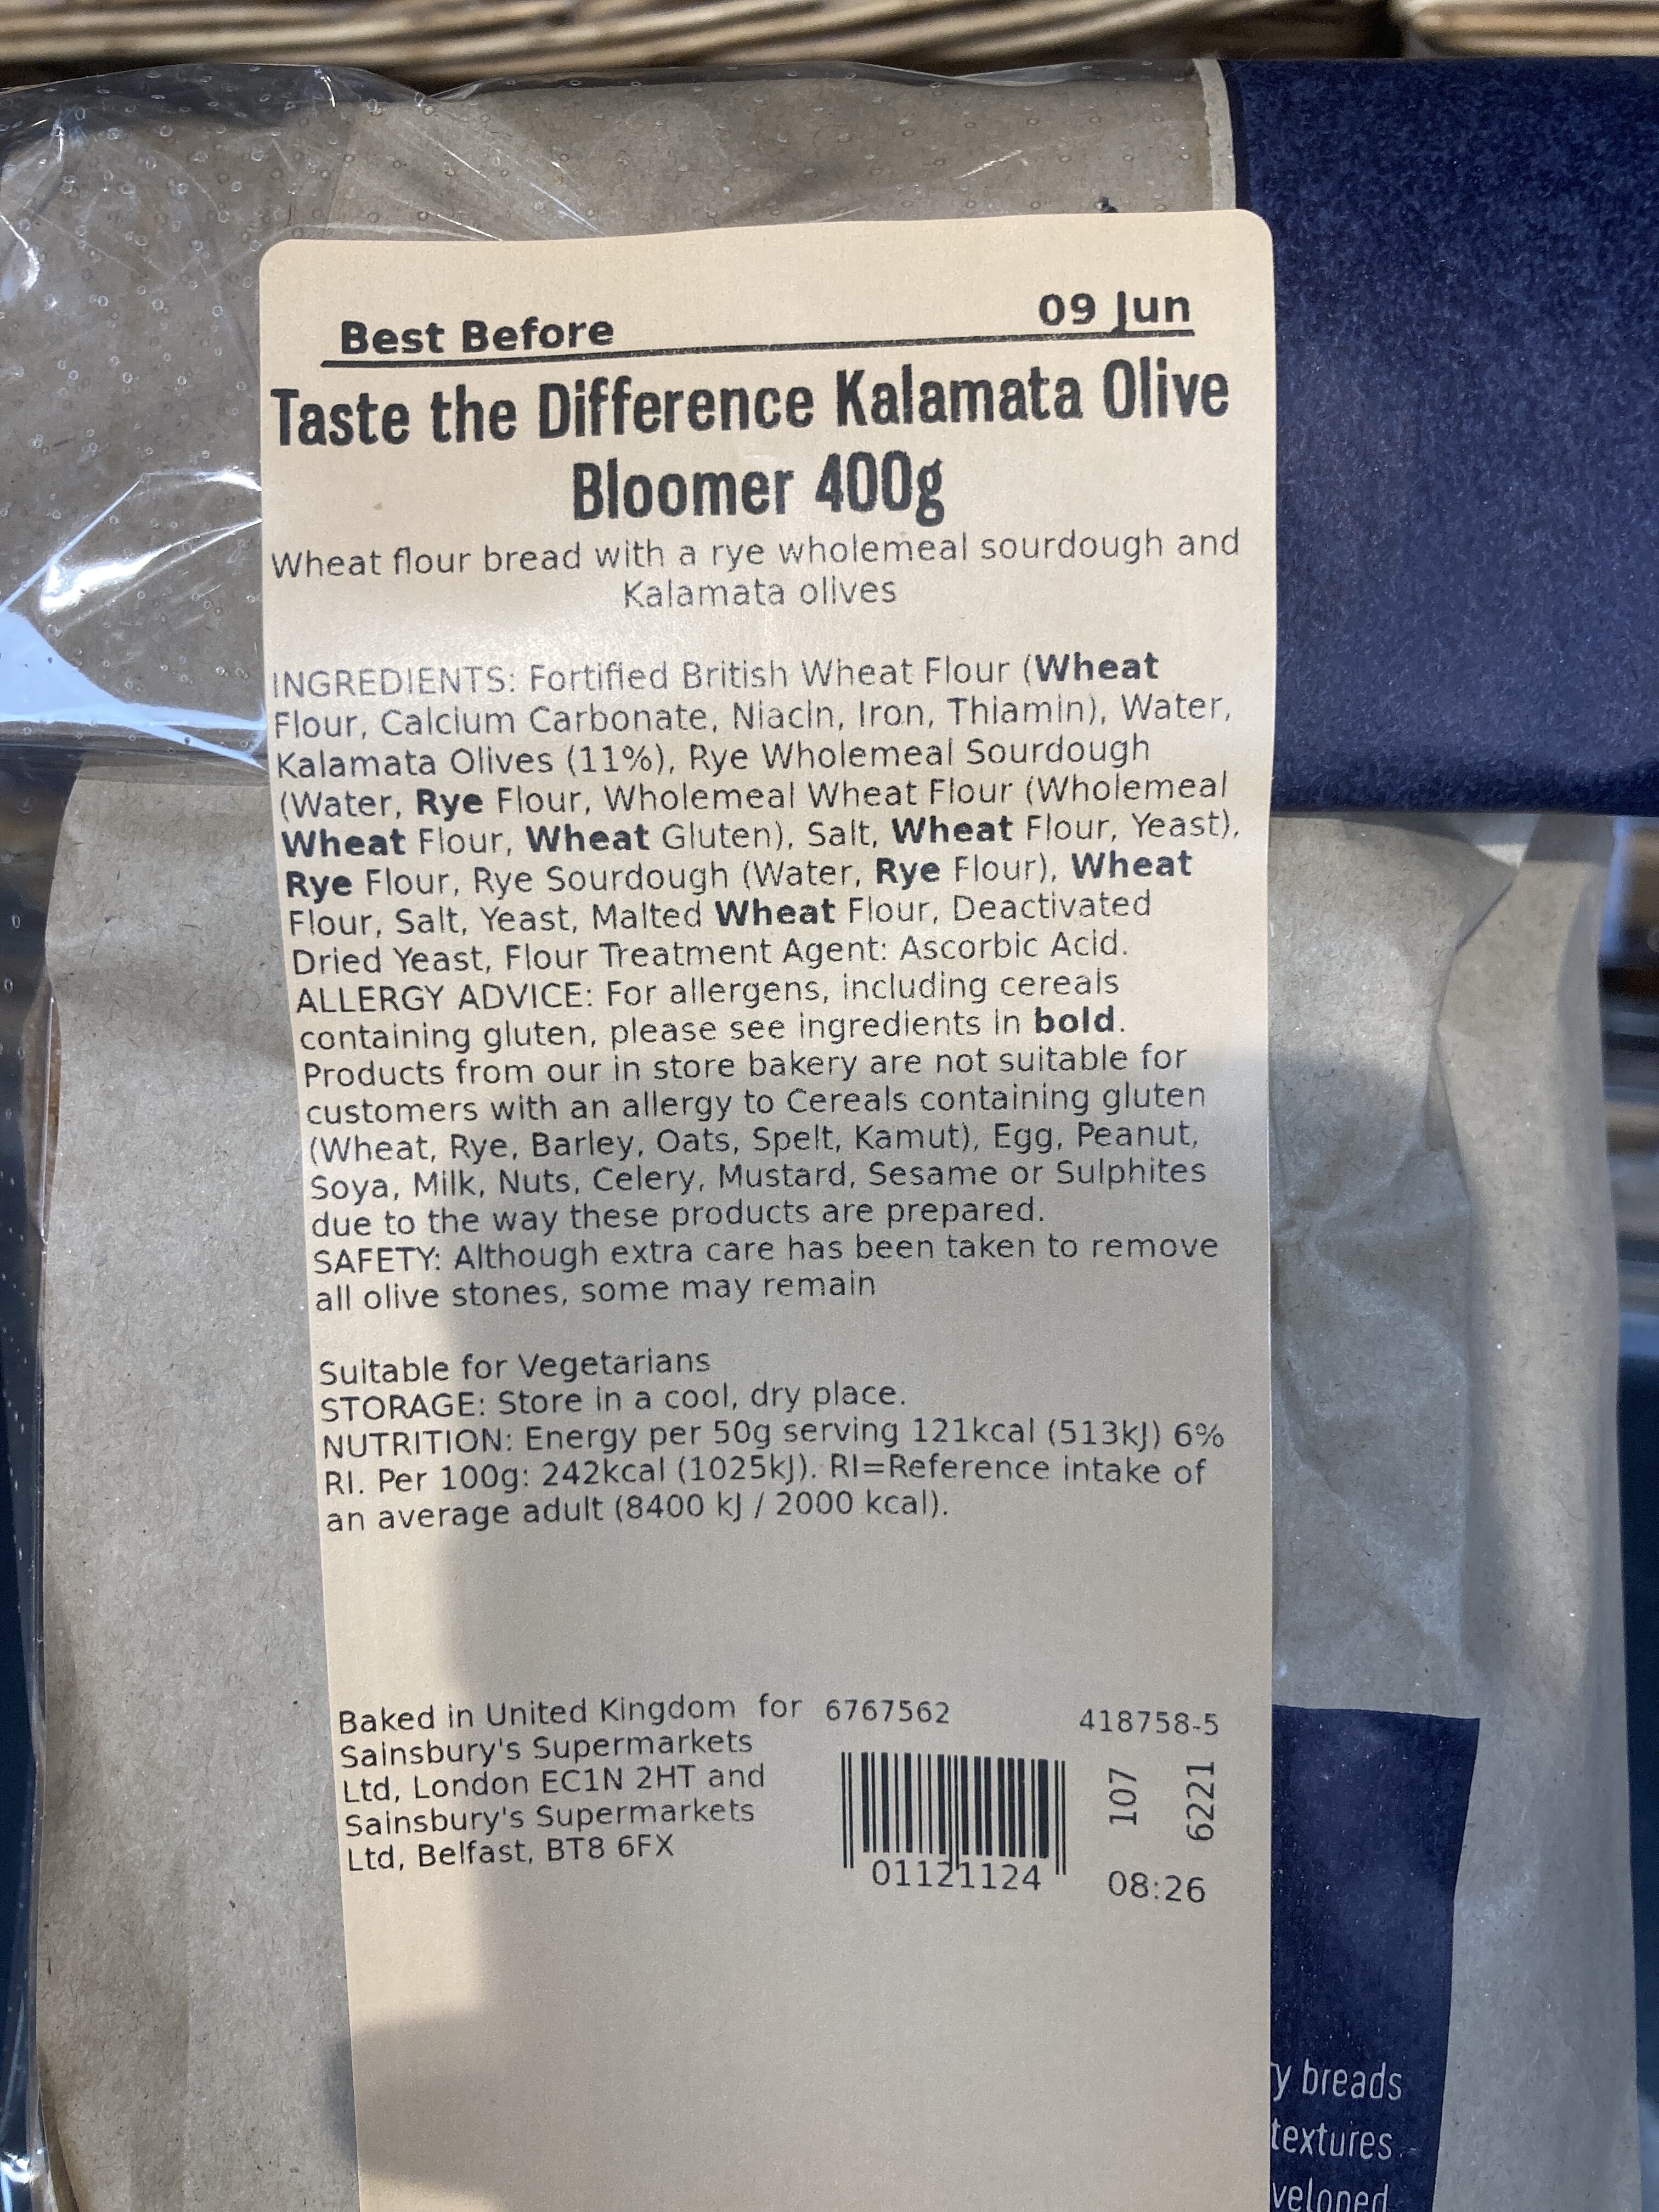 Best Before 09 Jun
Taste the Difference Kalamata Olive
Bloomer 400g
Wheat flour bread with a rye wholemeal sourdough and
Kalamata olives
INGREDIENTS: Fortified British Wheat Flour (Wheat
Flour, Calcium Carbonate, Niacin, Iron, Thiamin), Water,
Kalamata Olives (11%), Rye Wholemeal Sourdough
(Water, Rye Flour, Wholemeal Wheat Flour (Wholemeal
Wheat Flour, Wheat Gluten), Salt, Wheat Flour, Yeast),
Rye Flour, Rye Sourdough (Water, Rye Flour), Wheat
Flour, Salt, Yeast, Malted Wheat Flour, Deactivated
Dried Yeast, Flour Treatment Agent: Ascorbic Acid.
ALLERGY ADVICE: For allergens, including cereals
containing gluten, please see ingredients in bold.
Products from our in store bakery are not suitable for
customers with an allergy to Cereals containing gluten
(Wheat, Rye, Barley, Oats, Spelt, Kamut), Egg, Peanut,
Soya, Milk, Nuts, Celery, Mustard, Sesame or Sulphites
due to the way these products are prepared.
SAFETY: Although extra care has been taken to remove
all olive stones, some may remain
Suitable for Vegetarians
STORAGE: Store in a cool, dry place.
NUTRITION: Energy per 50g serving 121kcal (513kJ) 6%
RI. Per 100g: 242kcal (1025kJ). RI=Reference intake of
an average adult (8400 kJ / 2000 kcal).
Baked in United Kingdom for
Sainsbury's Supermarkets
Ltd, London EC1N 2HT and
Sainsbury's Supermarkets
Ltd, Belfast, BT8 6FX
6767562 418758-5
107
6221
01121124 08:26
y breads
textures
veloped